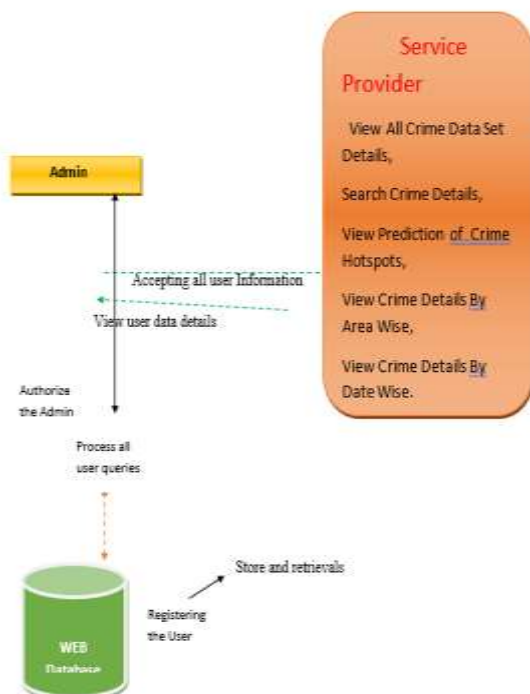 Service
Provider
View All Crime Data Set
Details,
Search Crime Details,
View Prediction of Crime
Hotspots,
View Crime Details By
Area Wise,
View Crime Details By
Date Wise.
Admin
Accepting all user Information
View user data details
Authorize
the Admin
Process all
user queries
Store and retrievals
Registering
the User
WEB
Database